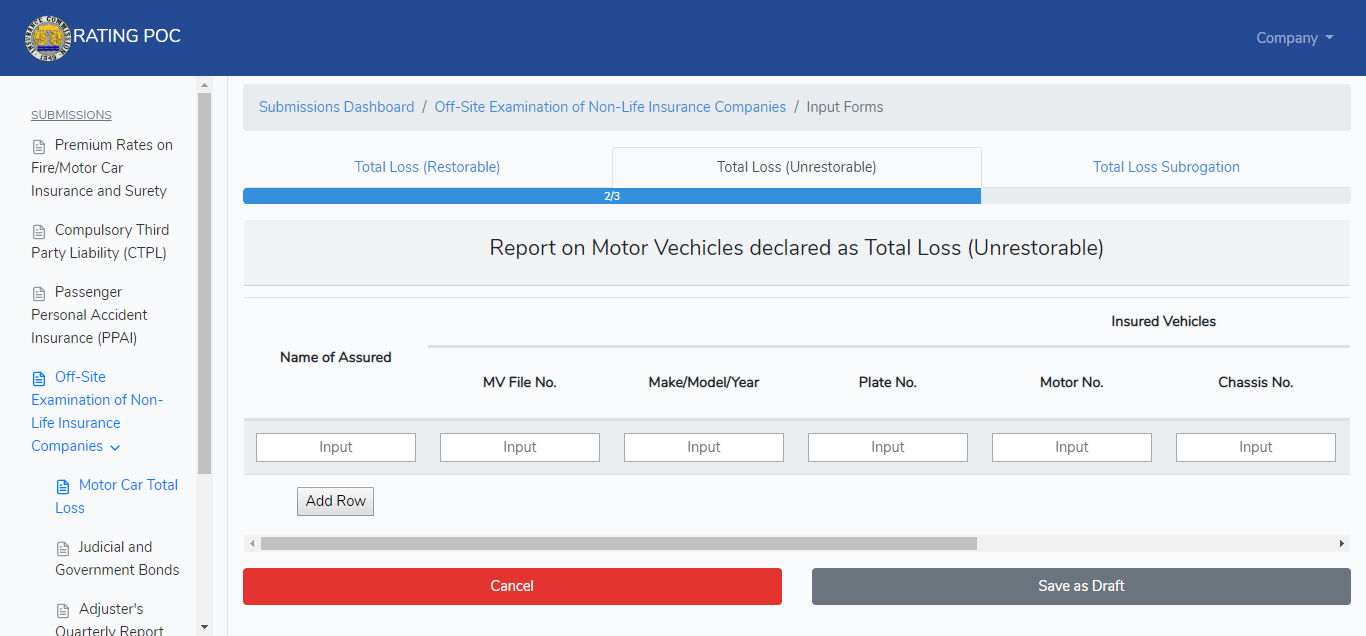 INSURANCE COMMISSION
1949
RATING POC
Company
SUBMISSIONS
Premium Rates on
Fire/Motor Car
Insurance and Surety
Compulsory Third
Party Liability (CTPL)
Passenger
Personal Accident
Insurance (PPAI)
Off-Site
Examination of Non-
Life Insurance
Companies
Motor Car Total
Loss
Judicial and
Government Bonds
Adjuster's
Quarterly Report
Submissions Dashboard / Off-Site Examination of Non-Life Insurance Companies / Input Forms
Total Loss (Restorable) Total Loss (Unrestorable) Total Loss Subrogation
2/3
Report on Motor Vechicles declared as Total Loss (Unrestorable)
Insured Vehicles
Name of Assured
MV File No. Make/Model/Year Plate No. Motor No. Chassis No.
Input Input Input Input Input Input
Add Row
Cancel Save as Draft